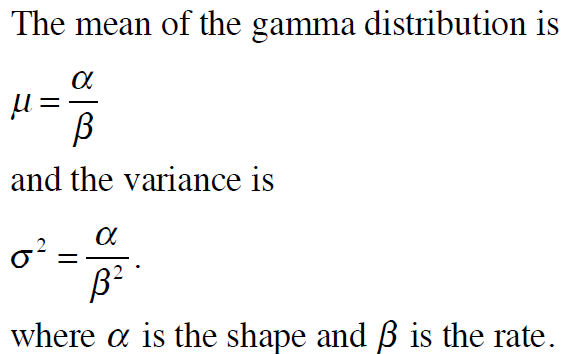 The mean of the gamma distribution is
μ = α/β
and the variance is
σ² = α/β² .
where α is the shape and β is the rate.